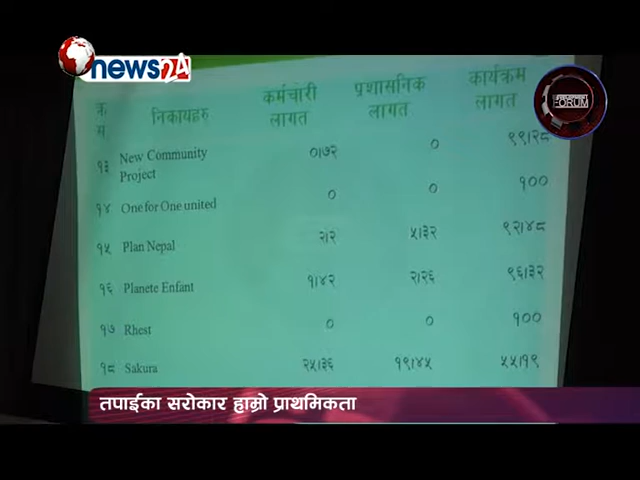 news24
FORUM
क्र म निकायहरु कर्मचारी लागत प्रशासनिक लागत कार्यक्रम लागत
१३ New Community Project ०।७२ ० ९९।२८
१४ One for One united ० ० १००
१५ Plan Nepal २।२ ५।३२ ९२।४८
१६ Planete Enfant १।४२ २।२६ ९६।३२
१७ Rhest ० ० १००
१८ Sakura २५।३६ १९।४५ ५५।१९
तपाईका सरोकार हाम्रो प्राथमिकता